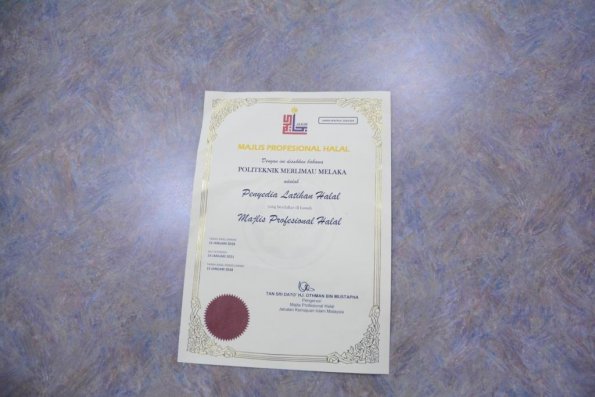 MAJLIS PROFESIONAL HALAL
Dengan ini disahkan bahawa
POLITEKNIK MERLIMAU MELAKA
adalah
Penyedia Latihan Halal
yang berdaftar di bawah
Majlis Profesional Halal
TAN SRI DATO' HJ. OTHMAN BIN MUSTAPHA
Pengerusi
Majlis Profesional Halal
Jabatan Kemajuan Islam Malaysia